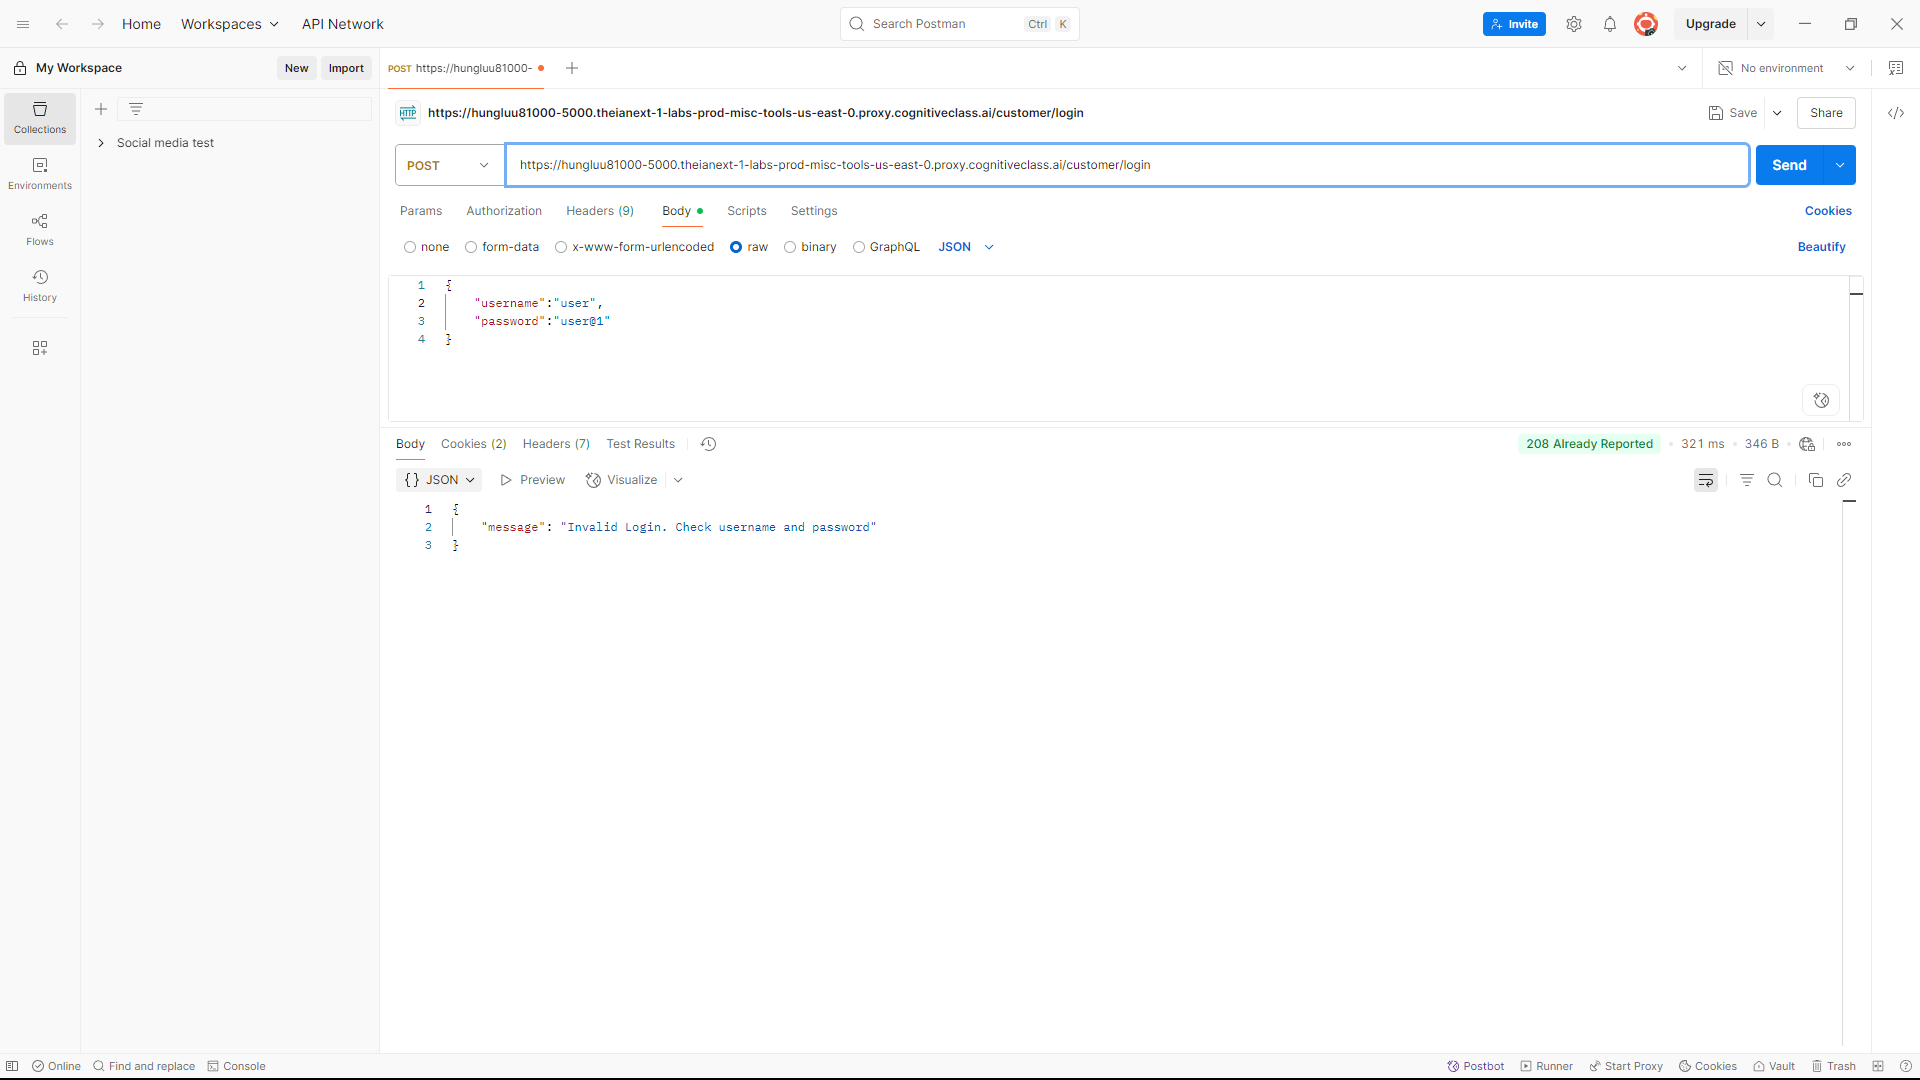 Home Workspaces API Network Search Postman Ctrl K Invite Upgrade
My Workspace New Import POST https://hungluu81000- No environment
Collections
Environments
Flows
History
Social media test
HTTP https://hungluu81000-5000.theianext-1-labs-prod-misc-tools-us-east-0.proxy.cognitiveclass.ai/customer/login Save Share
POST https://hungluu81000-5000.theianext-1-labs-prod-misc-tools-us-east-0.proxy.cognitiveclass.ai/customer/login Send
Params Authorization Headers (9) Body Scripts Settings Cookies
none form-data x-www-form-urlencoded raw binary GraphQL JSON Beautify
1 {
2 "username":"user",
3 "password":"user@1"
4 }
Body Cookies (2) Headers (7) Test Results 208 Already Reported 321 ms 346 B
{} JSON Preview Visualize
1 {
2 "message": "Invalid Login. Check username and password"
3 }
Online Find and replace Console Postbot Runner Start Proxy Cookies Vault Trash